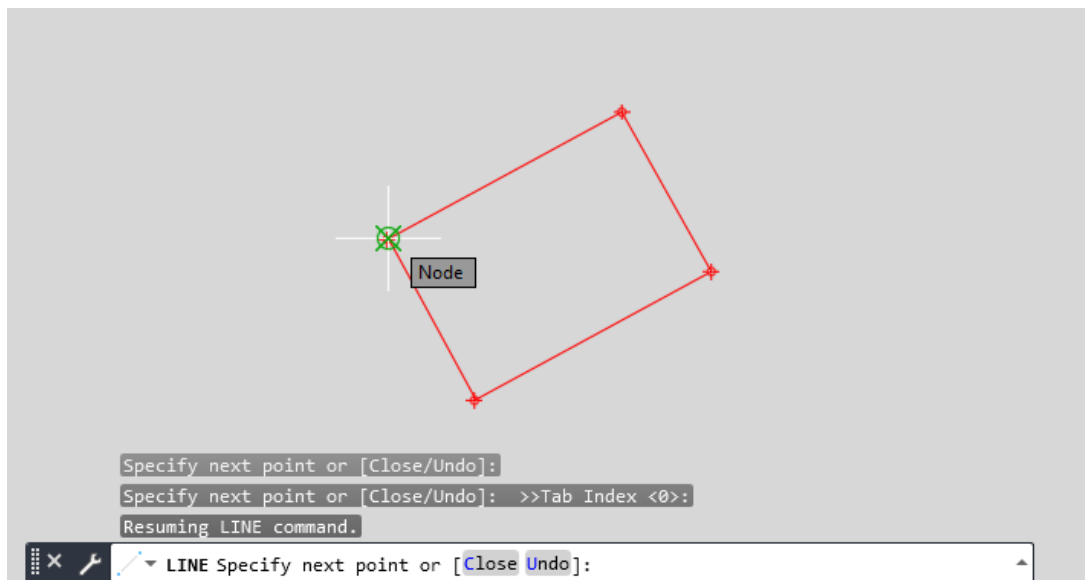 Node
Specify next point or [Close/Undo]:
Specify next point or [Close/Undo]:  >>Tab Index <0>:
Resuming LINE command.
LINE Specify next point or [Close Undo]: